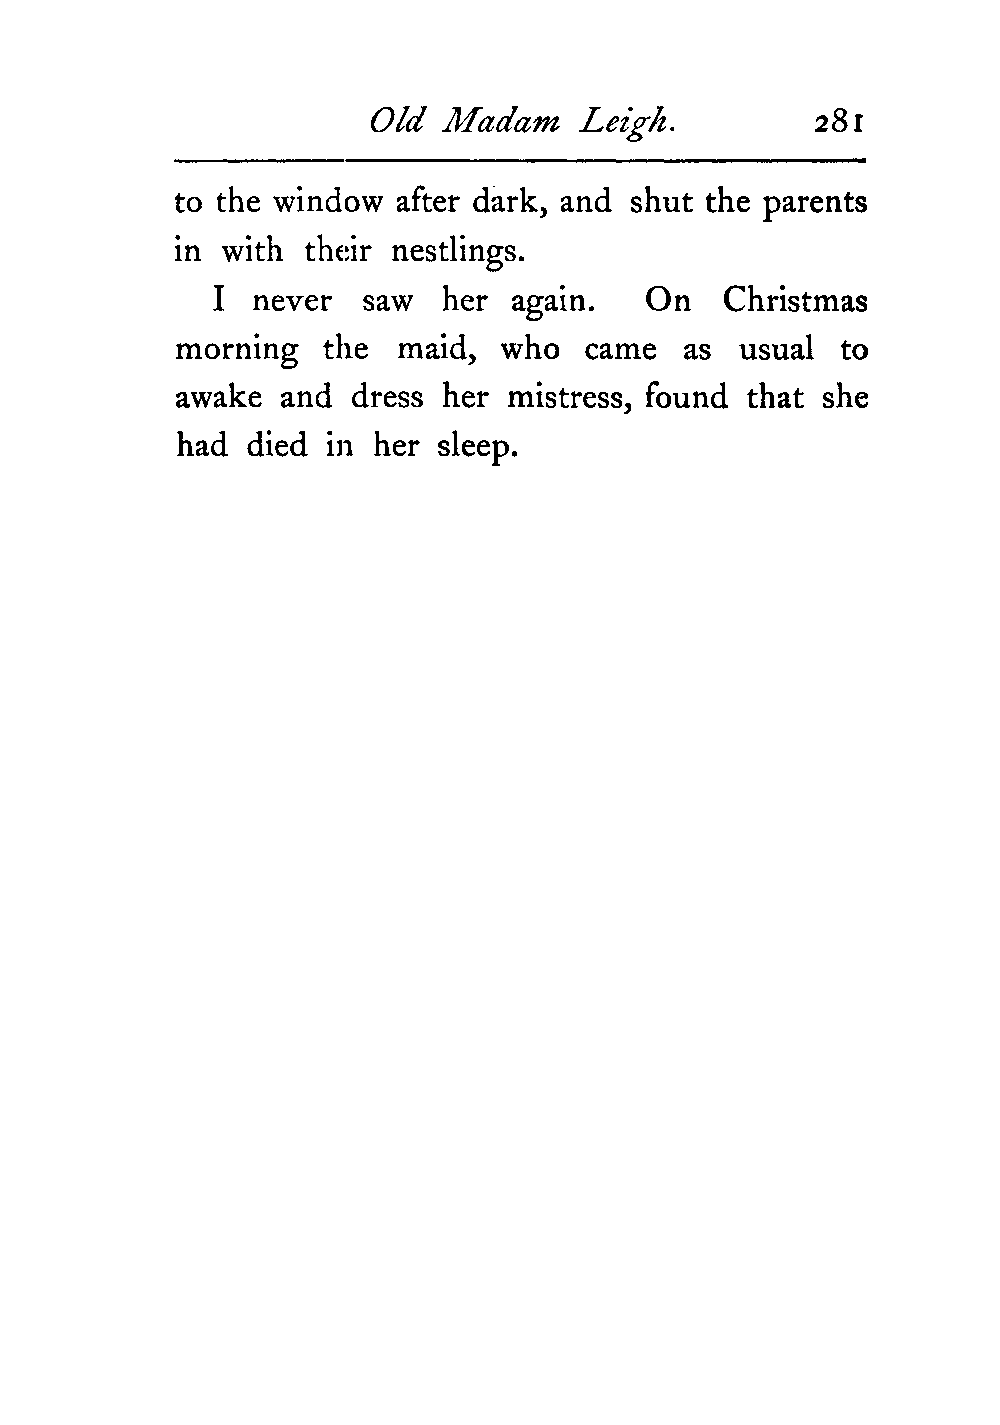 Old Madam Leigh. 281
to the window after dark, and shut the parents
in with their nestlings.
I never saw her again. On Christmas
morning the maid, who came as usual to
awake and dress her mistress, found that she
had died in her sleep.